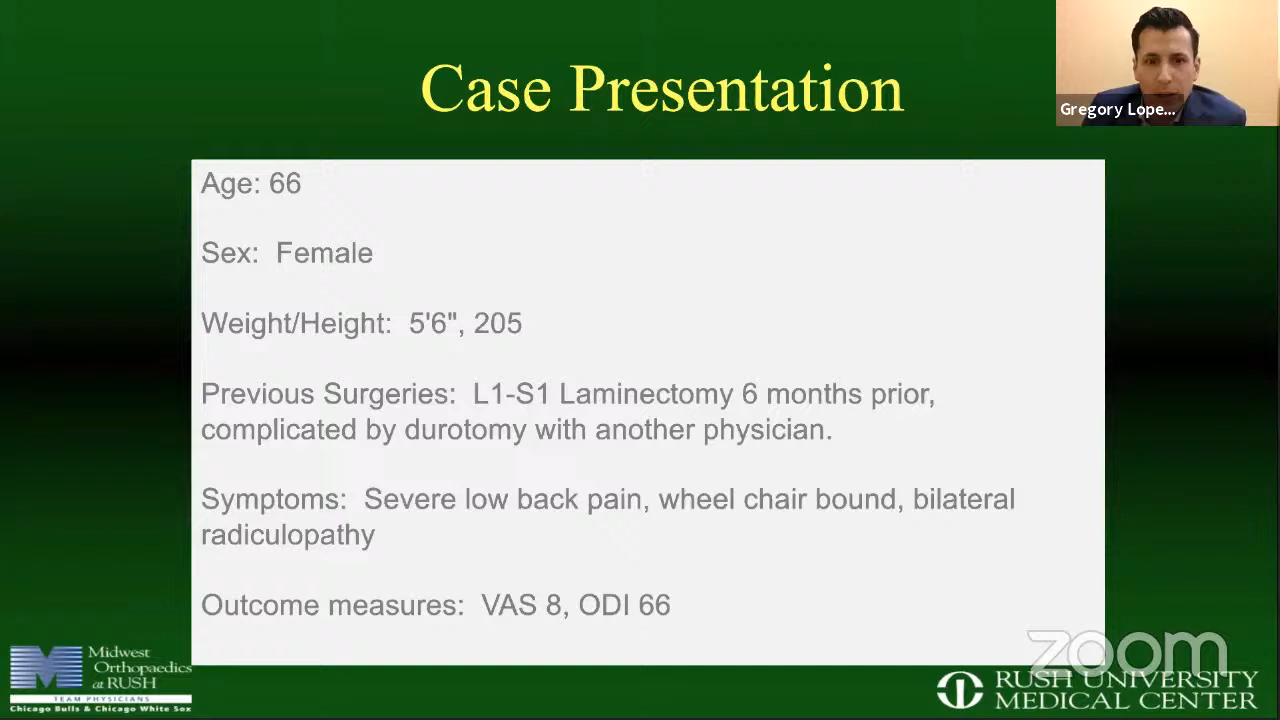 Case Presentation
Gregory Lope...
Age: 66
Sex: Female
Weight/Height: 5'6", 205
Previous Surgeries: L1-S1 Laminectomy 6 months prior,
complicated by durotomy with another physician.
Symptoms: Severe low back pain, wheel chair bound, bilateral
radiculopathy
Outcome measures: VAS 8, ODI 66
zoom
Midwest
Orthopaedics
at RUSH
TEAM PHYSICIANS
Chicago Bulls & Chicago White Sox
RUSH UNIVERSITY
MEDICAL CENTER